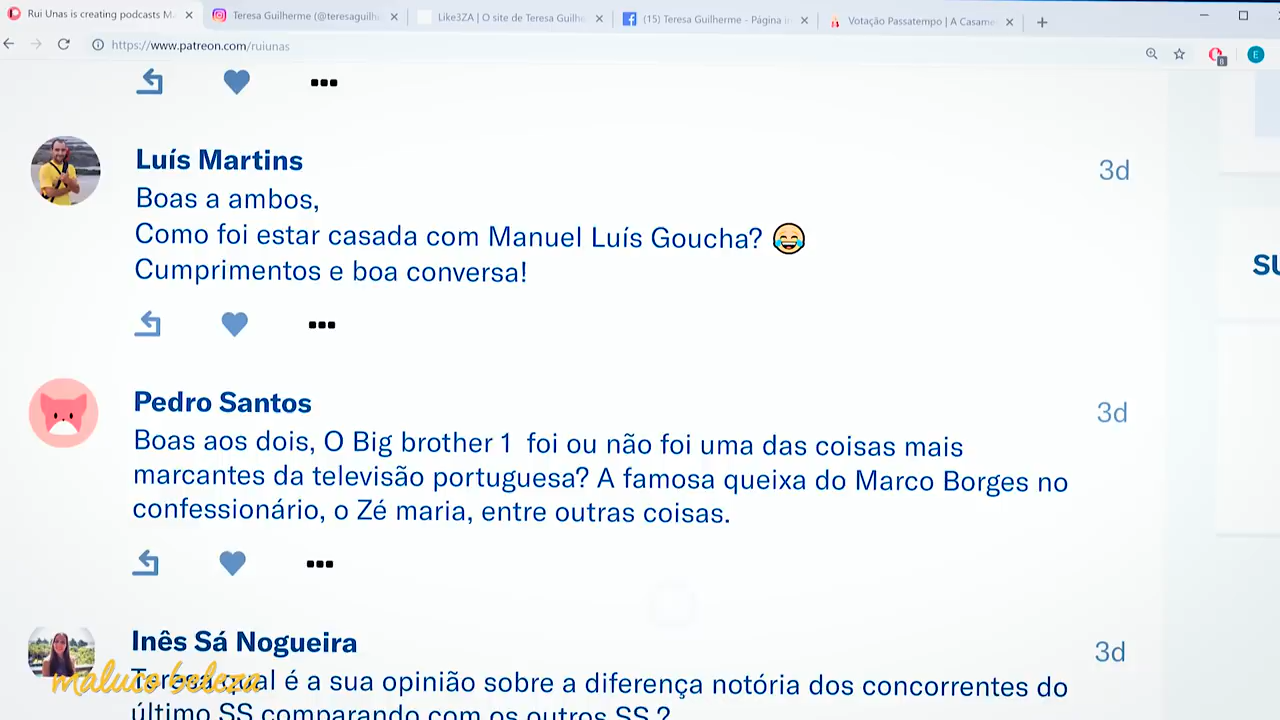 Rui Unas is creating podcasts M
Teresa Guilherme (@teresaguilh
Like3ZA | O site de Teresa Guilh
(15) Teresa Guilherme - Página i
Votação Passatempo | A Casame
https://www.patreon.com/ruiunas
Luís Martins
3d
Boas a ambos,
Como foi estar casada com Manuel Luís Goucha? 😂
Cumprimentos e boa conversa!
SU
Pedro Santos
3d
Boas aos dois, O Big brother 1 foi ou não foi uma das coisas mais
marcantes da televisão portuguesa? A famosa queixa do Marco Borges no
confessionário, o Zé maria, entre outras coisas.
Inês Sá Nogueira
3d
Teresa qual é a sua opinião sobre a diferença notória dos concorrentes do
último SS comparando com os outros SS ?
maluco beleza